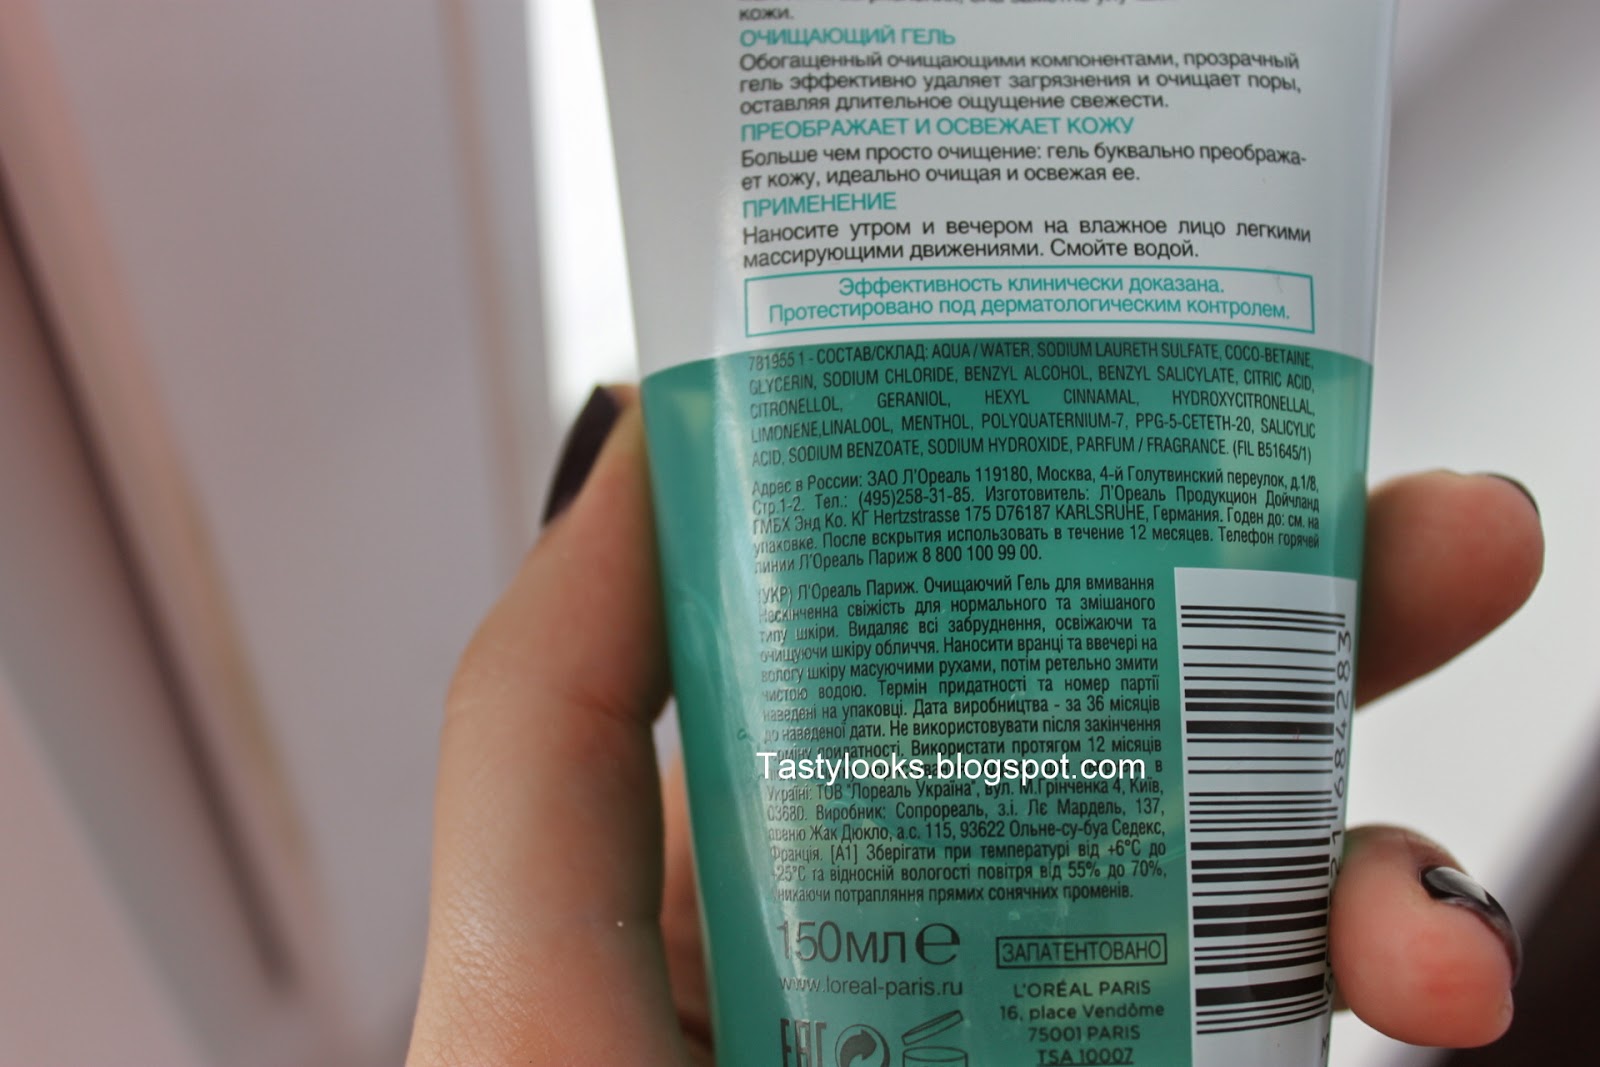 кожи.
ОЧИЩАЮЩИЙ ГЕЛЬ
Обогащенный очищающими компонентами, прозрачный
гель эффективно удаляет загрязнения и очищает поры,
оставляя длительное ощущение свежести.
ПРЕОБРАЖАЕТ И ОСВЕЖАЕТ КОЖУ
Больше чем просто очищение: гель буквально преобража-
ет кожу, идеально очищая и освежая ее.
ПРИМЕНЕНИЕ
Наносите утром и вечером на влажное лицо легкими
массирующими движениями. Смойте водой.
Эффективность клинически доказана.
Протестировано под дерматологическим контролем.
781955 1 - СОСТАВ/СКЛАД: AQUA / WATER, SODIUM LAURETH SULFATE, COCO-BETAINE,
GLYCERIN, SODIUM CHLORIDE, BENZYL ALCOHOL, BENZYL SALICYLATE, CITRIC ACID,
CITRONELLOL, GERANIOL, HEXYL CINNAMAL, HYDROXYCITRONELLAL,
LIMONENE,LINALOOL, MENTHOL, POLYQUATERNIUM-7, PPG-5-CETETH-20, SALICYLIC
ACID, SODIUM BENZOATE, SODIUM HYDROXIDE, PARFUM / FRAGRANCE. (FIL B51645/1)
Адрес в России: ЗАО Л'Ореаль 119180, Москва, 4-й Голутвинский переулок, д.1/8,
Стр.1-2. Тел.: (495)258-31-85. Изготовитель: Л'Ореаль Продукцион Дойчланд
ГМБХ Энд Ко. КГ Hertzstrasse 175 D76187 KARLSRUHE, Германия. Годен до: см. на
упаковке. После вскрытия использовать в течение 12 месяцев. Телефон горячей
линии Л'Ореаль Париж 8 800 100 99 00.
(УКР) Л'Ореаль Париж. Очищаючий Гель для вмивання
Нескінченна свіжість для нормального та змішаного
типу шкіри. Видаляє всі забруднення, освіжаючи та
очищуючи шкіру обличчя. Наносити вранці та ввечері на
вологу шкіру масуючими рухами, потім ретельно змити
чистою водою. Термін придатності та номер партії
наведені на упаковці. Дата виробництва - за 36 місяців
до наведеної дати. Не використовувати після закінчення
терміну придатності. Використати протягом 12 місяців
Tastylooks.blogspot.com
в
Україні: ТОВ "Лореаль Україна", вул. М.Грінченка 4, Київ,
03680. Виробник: Сопрореаль, з.і. Лє Мардель, 137,
авеню Жак Дюкло, а.с. 115, 93622 Ольне-су-буа Седекс,
Франція. [A1] Зберігати при температурі від +6°C до
+25°C та відносній вологості повітря від 55% до 70%,
уникаючи потрапляння прямих сонячних променів.
150мл e
ЗАПАТЕНТОВАНО
www.loreal-paris.ru
L'ORÉAL PARIS
16, place Vendôme
75001 PARIS
TSA 10007
EAC